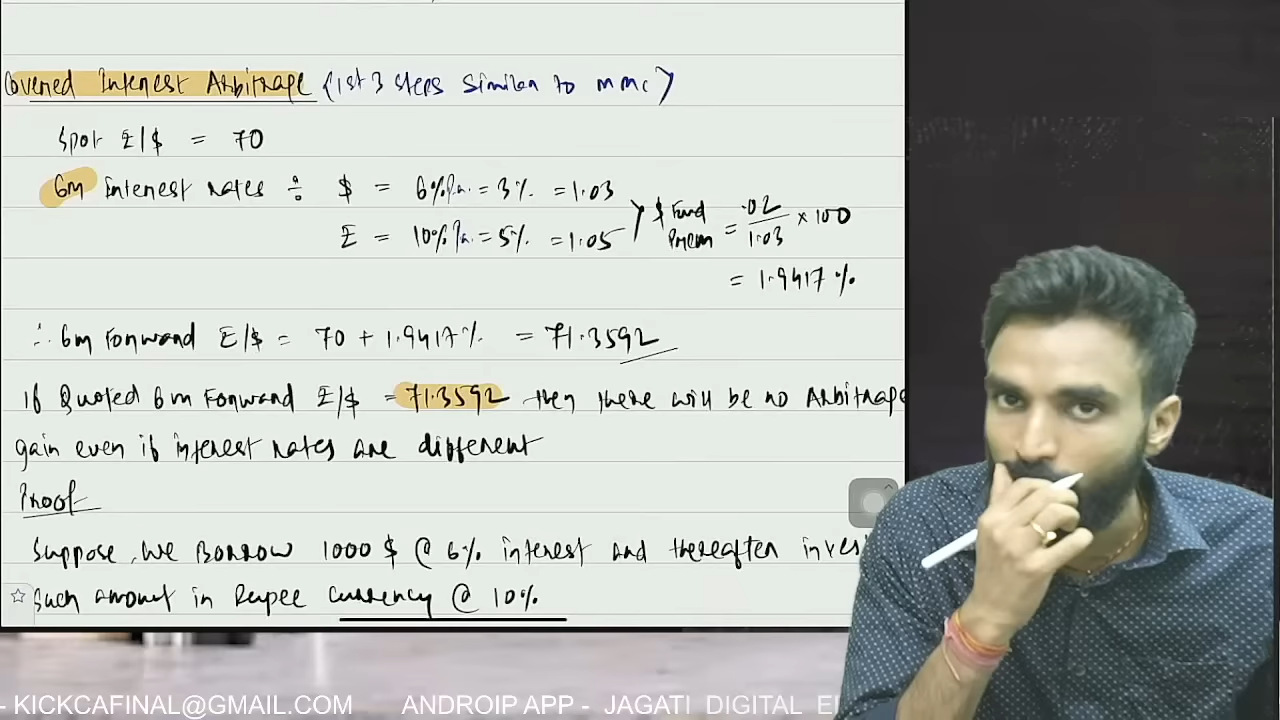 Covered Interest Arbitrage (1st 3 steps similar to MMC)
Spot ₹/$ = 70
6m Interest rates ÷ $ = 6% P.a. = 3% = 1.03
₹ = 10% P.a. = 5% = 1.05
$ Fwd Prem = .02/1.03 × 100
= 1.9417%
∴ 6m Forward ₹/$ = 70 + 1.9417% = 71.3592
If Quoted 6m Forward ₹/$ = 71.3592 then there will be no Arbitrage
gain even if interest rates are different
Proof
Suppose, We Borrow 1000 $ @ 6% interest and thereafter inves
Such amount in Rupee currency @ 10%
- KICKCAFINAL@GMAIL.COM ANDROIP APP - JAGATI DIGITAL E